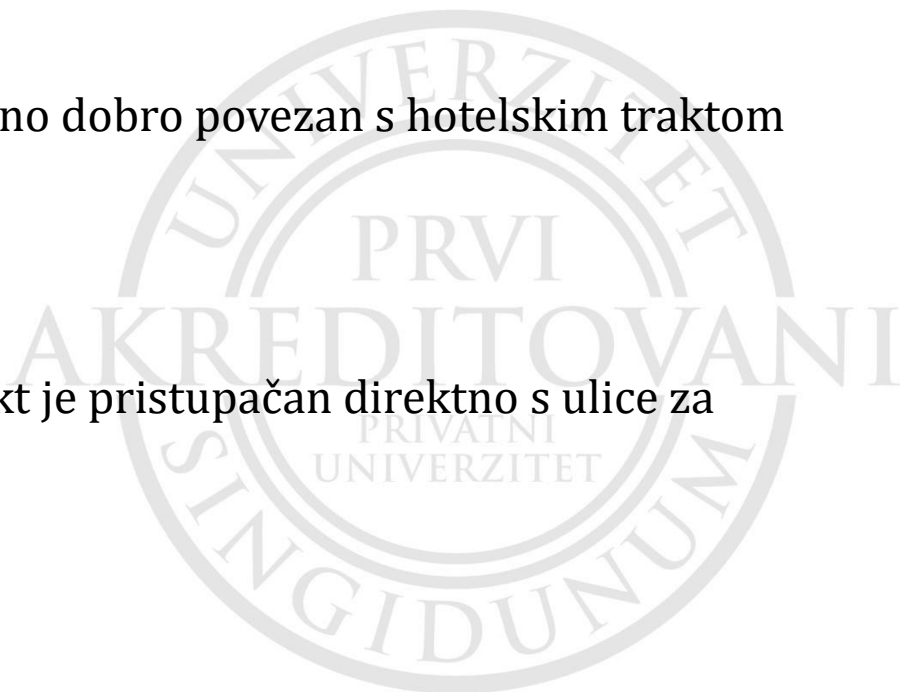 no dobro povezan s hotelskim traktom
kt je pristupačan direktno s ulice za
UNIVERZITET
PRVI
AKREDITOVANI
PRIVATNI
UNIVERZITET
SINGIDUNUM